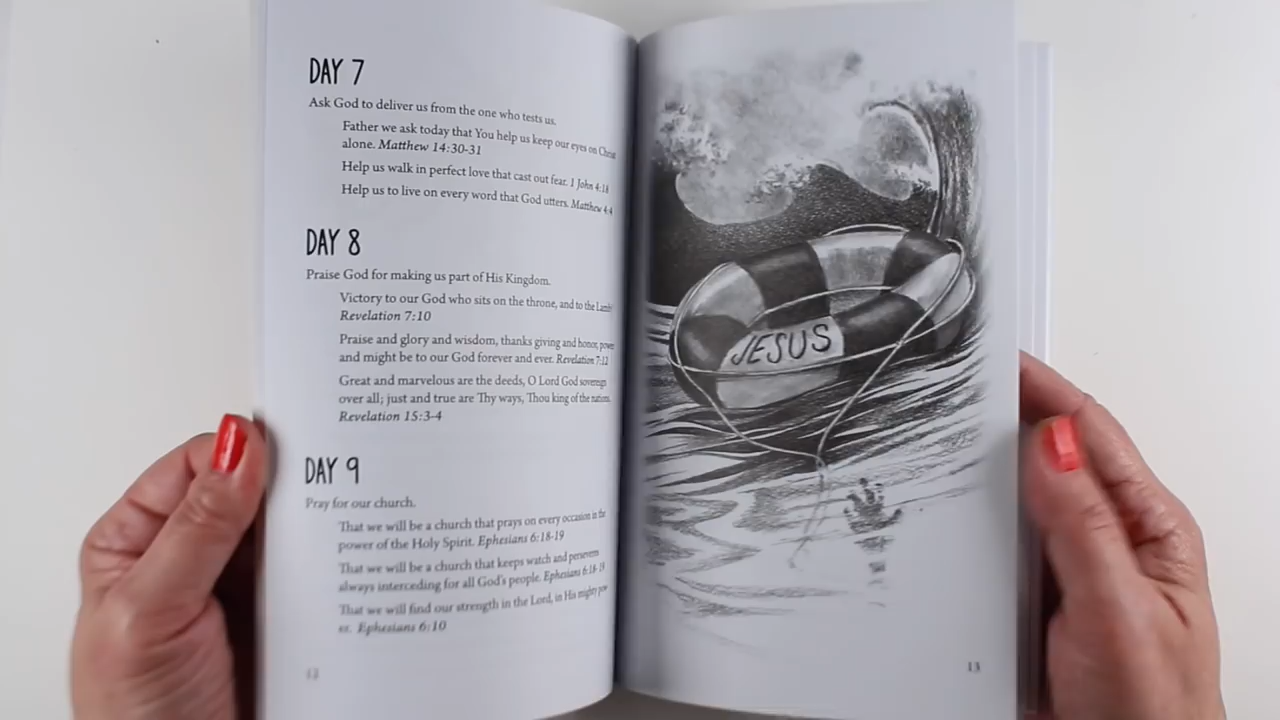 DAY 7
Ask God to deliver us from the one who tests us.
Father we ask today that You help us keep our eyes on Christ
alone. Matthew 14:30-31
Help us walk in perfect love that cast out fear. 1 John 4:18
Help us to live on every word that God utters. Matthew 4:4
DAY 8
Praise God for making us part of His Kingdom.
Victory to our God who sits on the throne, and to the Lamb!
Revelation 7:10
Praise and glory and wisdom, thanks giving and honor, power
and might be to our God forever and ever. Revelation 7:12
Great and marvelous are the deeds, O Lord God sovereign
over all; just and true are Thy ways, Thou king of the nations.
Revelation 15:3-4
DAY 9
Pray for our church.
That we will be a church that prays on every occasion in the
power of the Holy Spirit. Ephesians 6:18-19
That we will be a church that keeps watch and perseveres
always interceding for all God's people. Ephesians 6:18-19
That we will find our strength in the Lord, in His mighty pow-
er. Ephesians 6:10
12
JESUS
13